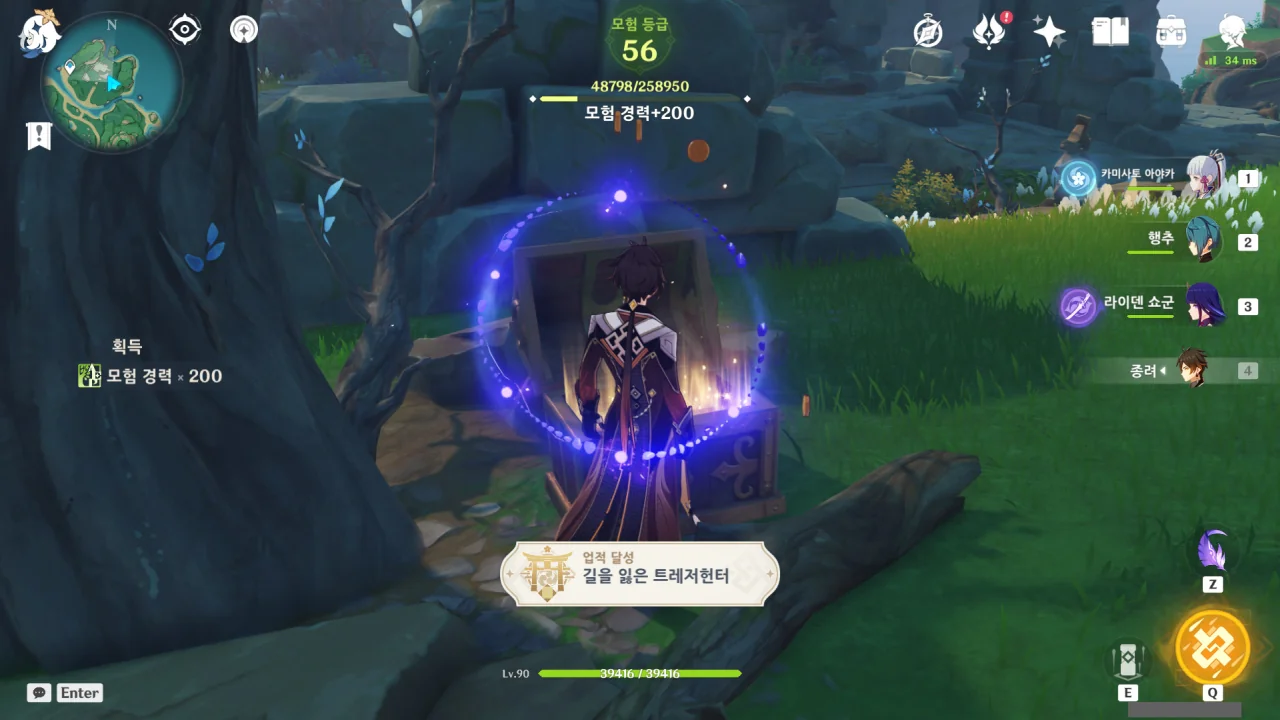 N
모험 등급
56
48798/258950
모험 경력+200
34 ms
카미사토 아야카
1
행추
2
라이덴 쇼군
3
종려
4
획득
모험 경력 × 200
업적 달성
길을 잃은 트레저헌터
Z
Lv.90
39416 / 39416
Enter
E
Q